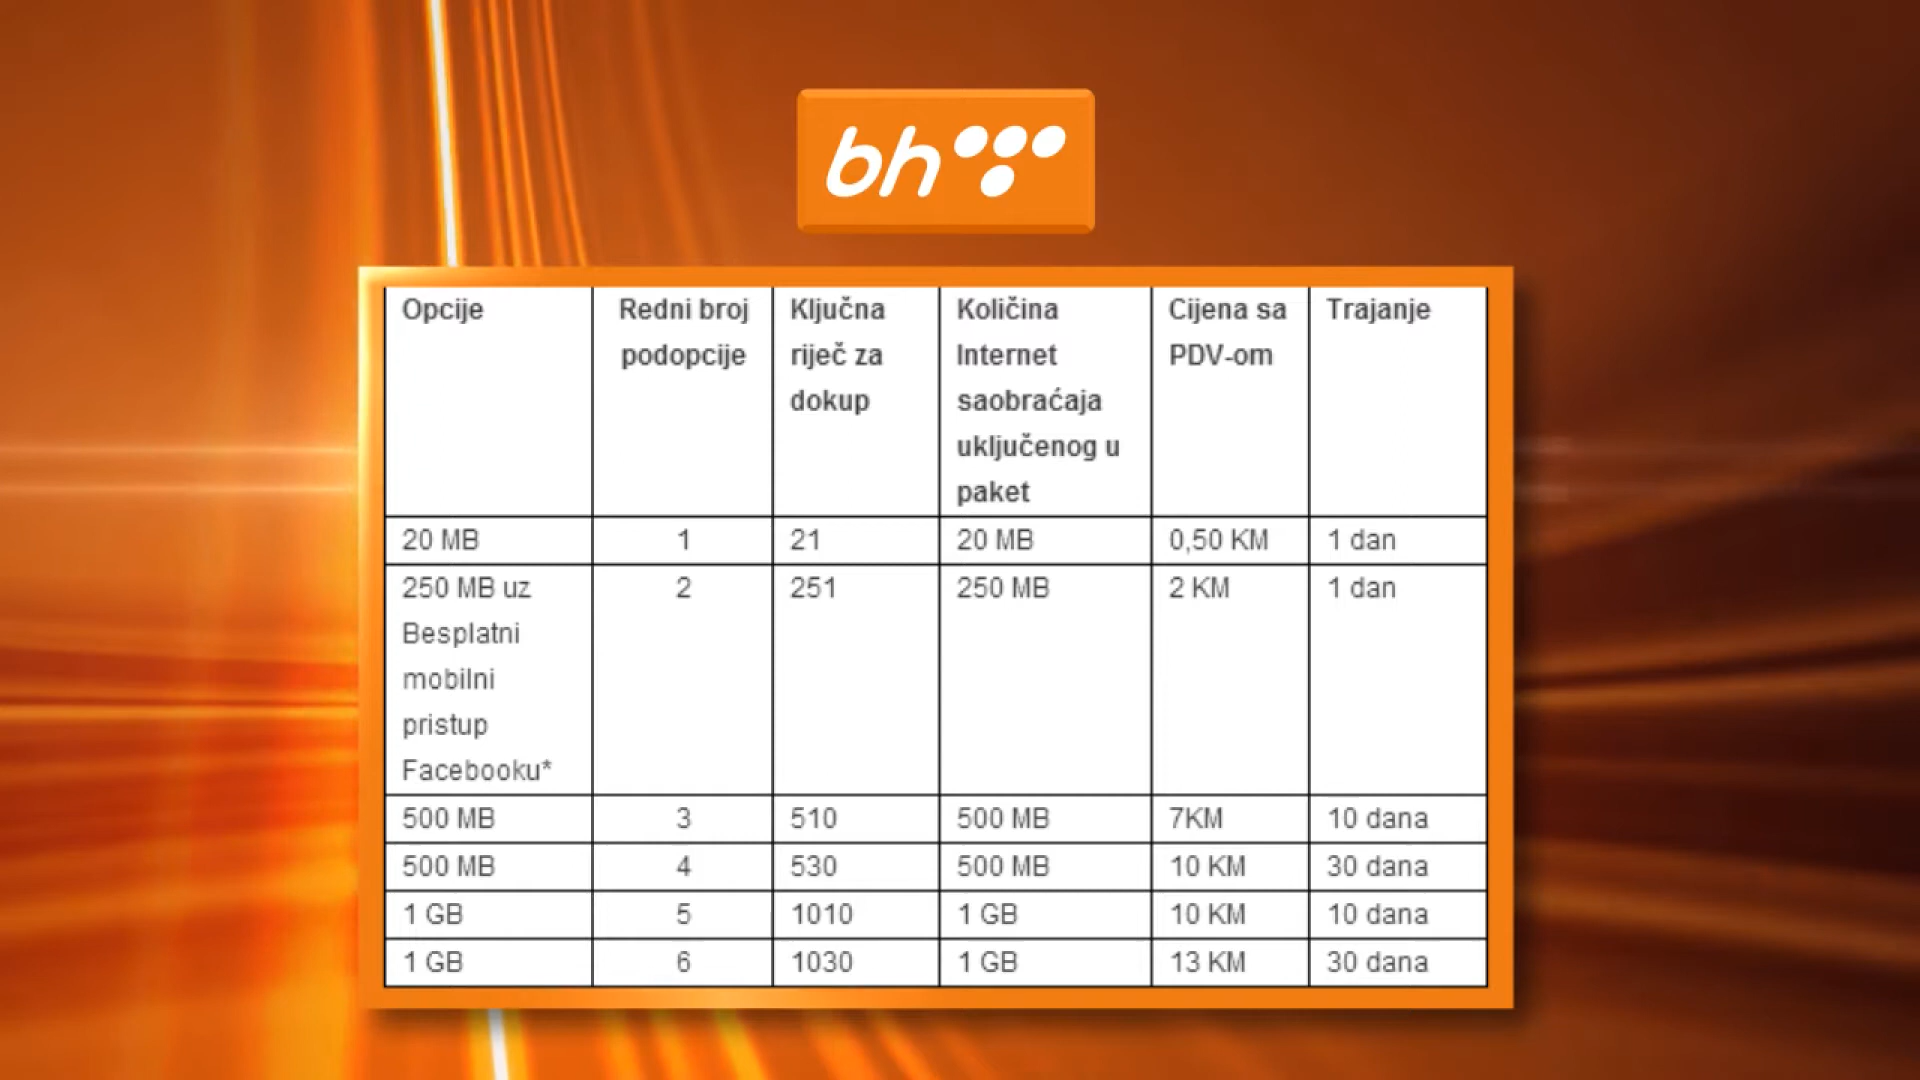 bh
Opcije
Redni broj
podopcije
Ključna
riječ za
dokup
Količina
Internet
saobraćaja
uključenog u
paket
Cijena sa
PDV-om
Trajanje
20 MB 1 21 20 MB 0,50 KM 1 dan
250 MB uz
Besplatni
mobilni
pristup
Facebooku*
2 251 250 MB 2 KM 1 dan
500 MB 3 510 500 MB 7KM 10 dana
500 MB 4 530 500 MB 10 KM 30 dana
1 GB 5 1010 1 GB 10 KM 10 dana
1 GB 6 1030 1 GB 13 KM 30 dana